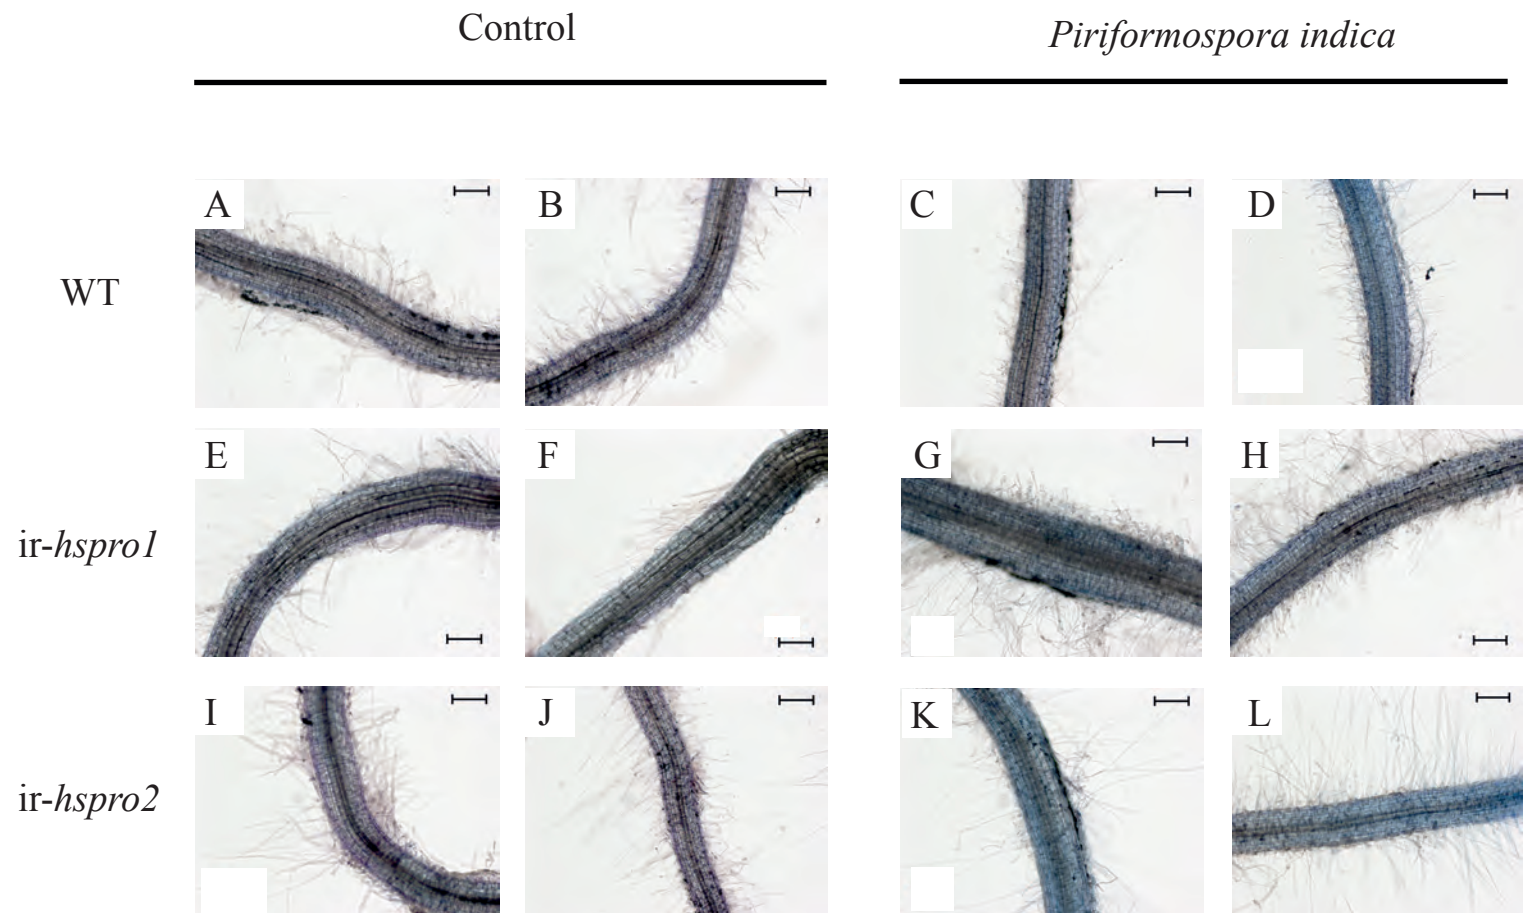 Control
Piriformospora indica
A
B
C
D
WT
E
F
G
H
ir-hspro1
I
J
K
L
ir-hspro2